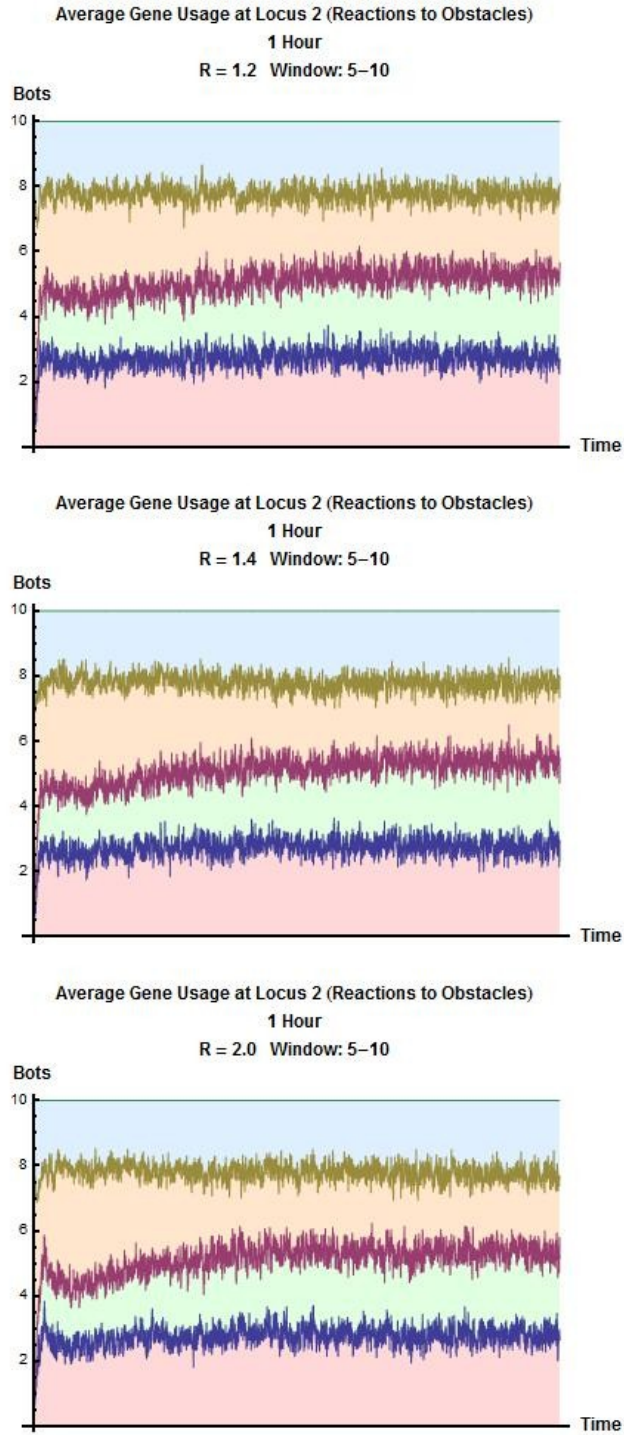 Average Gene Usage at Locus 2 (Reactions to Obstacles)
1 Hour
R = 1.2 Window: 5–10
Bots
10
8
6
4
2
Time
Average Gene Usage at Locus 2 (Reactions to Obstacles)
1 Hour
R = 1.4 Window: 5–10
Bots
10
8
6
4
2
Time
Average Gene Usage at Locus 2 (Reactions to Obstacles)
1 Hour
R = 2.0 Window: 5–10
Bots
10
8
6
4
2
Time